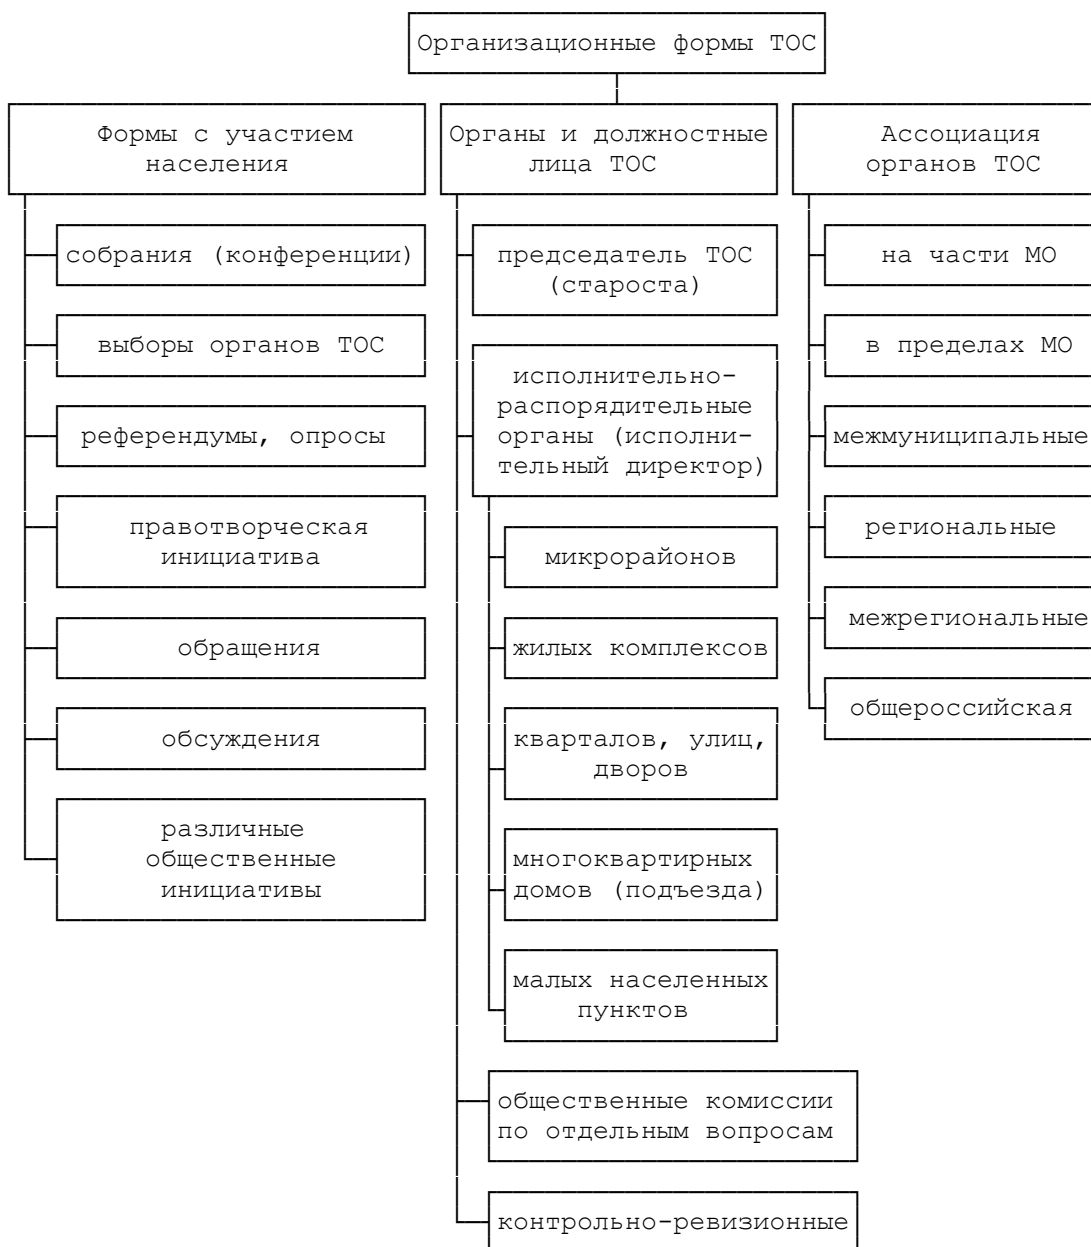 Организационные формы ТОС
Формы с участием
населения
собрания (конференции)
выборы органов ТОС
референдумы, опросы
правотворческая
инициатива
обращения
обсуждения
различные
общественные
инициативы
Органы и должностные
лица ТОС
председатель ТОС
(староста)
исполнительно-
распорядительные
органы (исполни-
тельный директор)
микрорайонов
жилых комплексов
кварталов, улиц,
дворов
многоквартирных
домов (подъезда)
малых населенных
пунктов
общественные комиссии
по отдельным вопросам
контрольно-ревизионные
Ассоциация
органов ТОС
на части МО
в пределах МО
межмуниципальные
региональные
межрегиональные
общероссийская